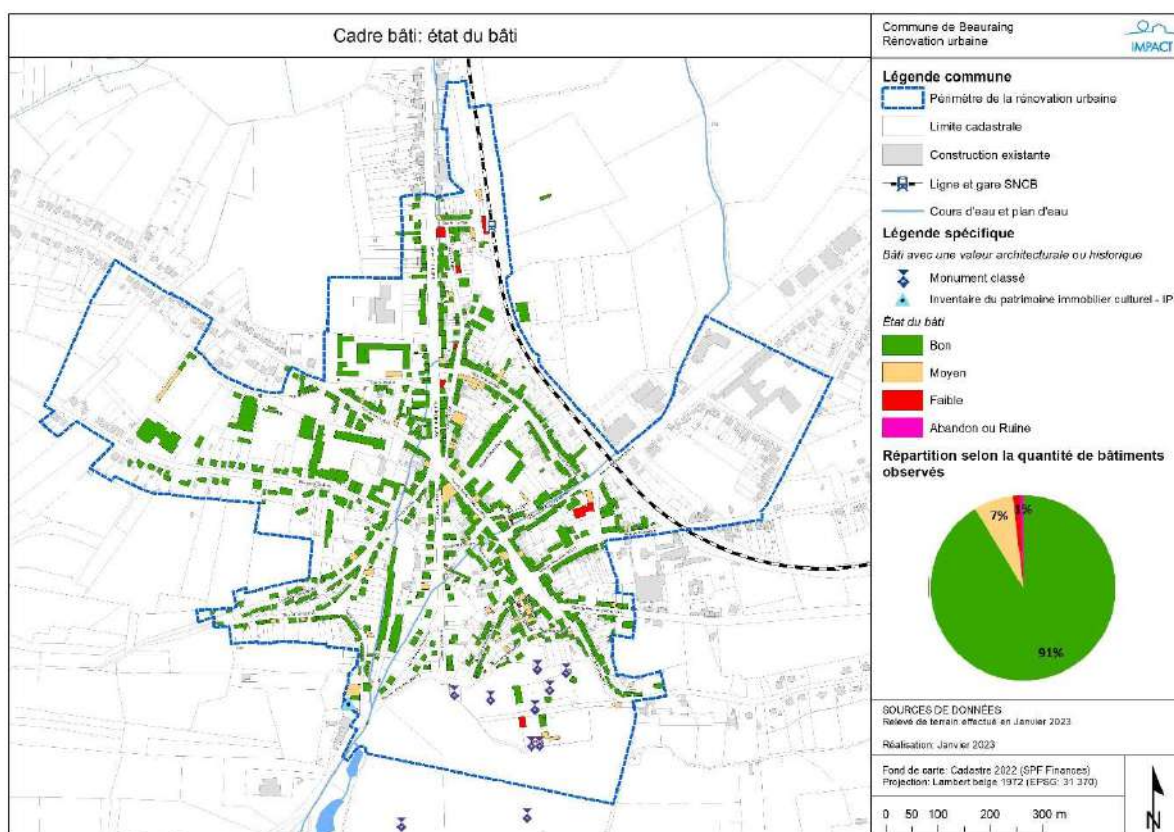 Cadre bâti: état du bâti
Commune de Beauraing
Rénovation urbaine
IMPACT
Légende commune
Périmètre de la rénovation urbaine
Limite cadastrale
Construction existante
Ligne et gare SNCB
Cours d'eau et plan d'eau
Légende spécifique
Bâti avec une valeur architecturale ou historique
Monument classé
Inventaire du patrimoine immobilier culturel - IP
État du bâti
Bon
Moyen
Faible
Abandon ou Ruine
Répartition selon la quantité de bâtiments
observés
7%
1%
91%
SOURCES DE DONNÉES
Relevé de terrain effectué en Janvier 2023
Réalisation: Janvier 2023
Fond de carte: Cadastre 2022 (SPF Finances)
Projection: Lambert belge 1972 (EPSG: 31 370)
0 50 100 200 300 m
N